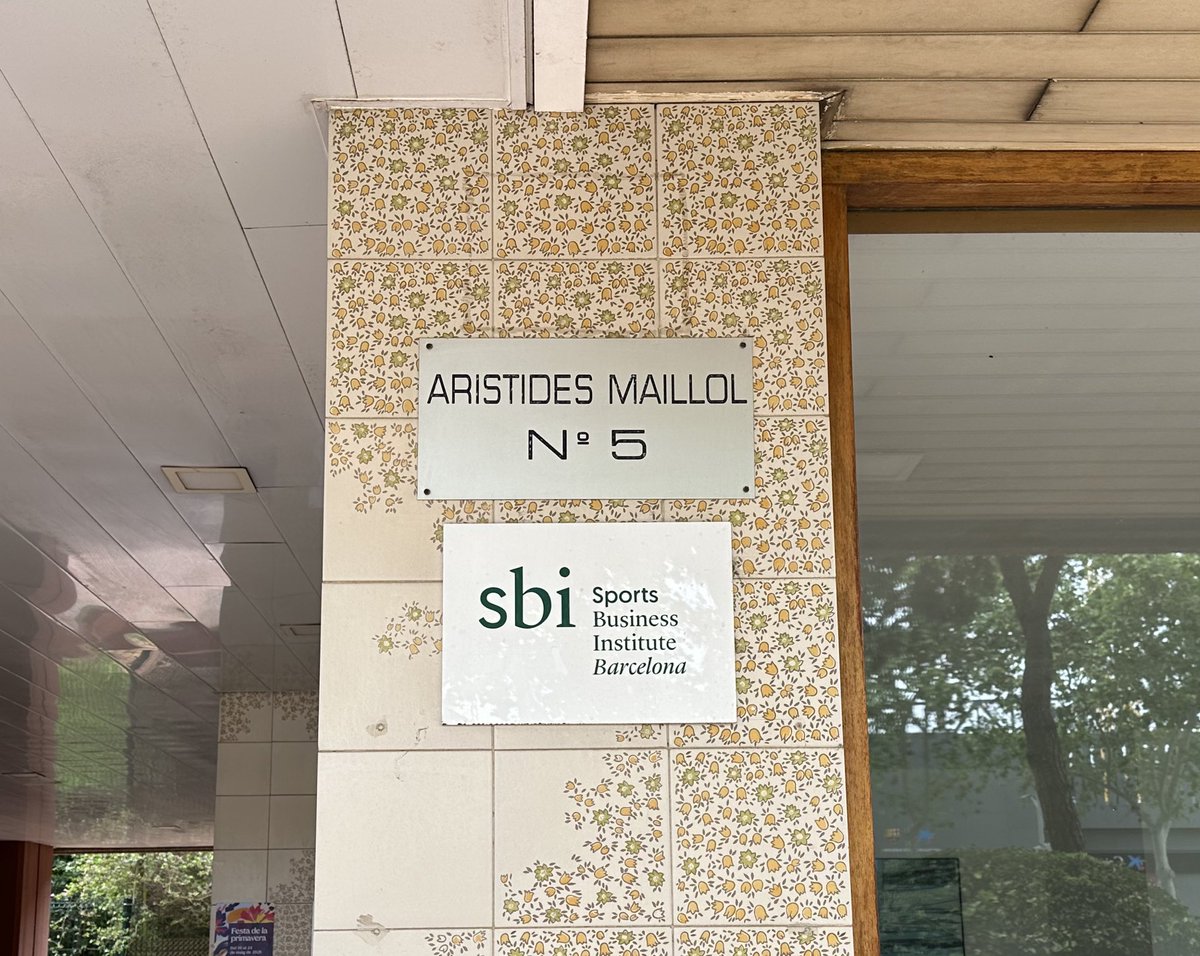 ARISTIDES MAILLOL
Nº 5
sbi
Sports
Business
Institute
Barcelona
Festa de la
primavera